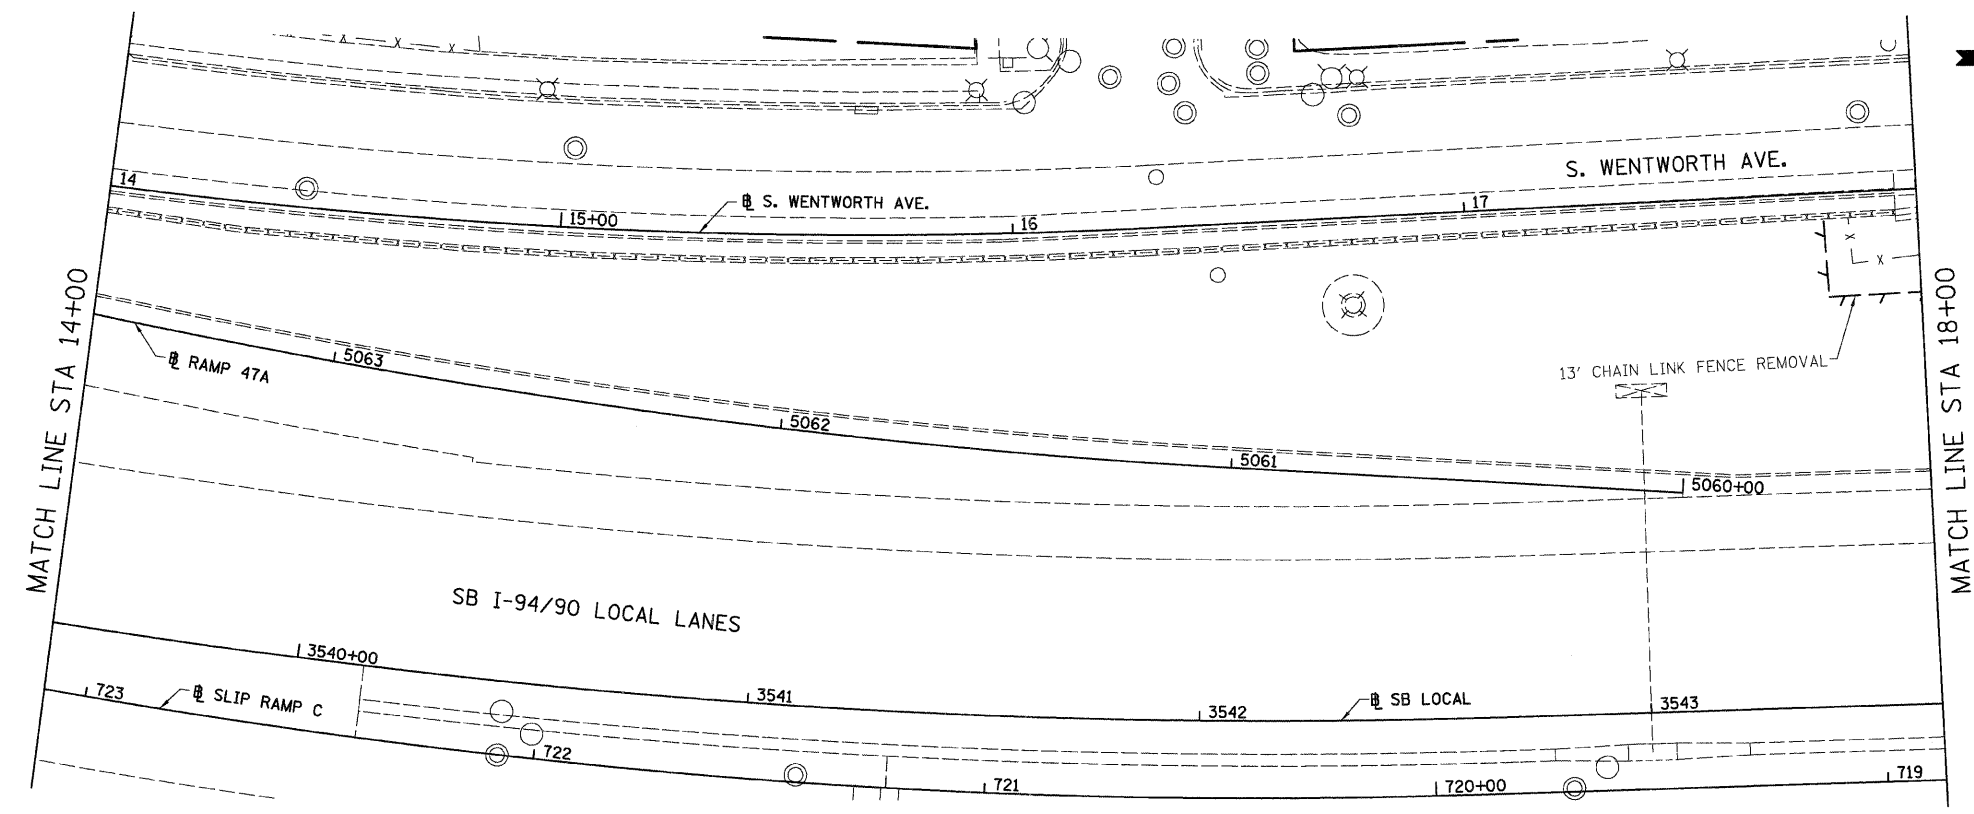 S. WENTWORTH AVE.
14
℄ S. WENTWORTH AVE.
15+00
16
17
MATCH LINE STA 14+00
MATCH LINE STA 18+00
℄ RAMP 47A
5063
5062
5061
5060+00
13' CHAIN LINK FENCE REMOVAL
X
X
X
X
X
SB I-94/90 LOCAL LANES
3540+00
3541
3542
3543
℄ SB LOCAL
723
℄ SLIP RAMP C
722
721
720+00
719